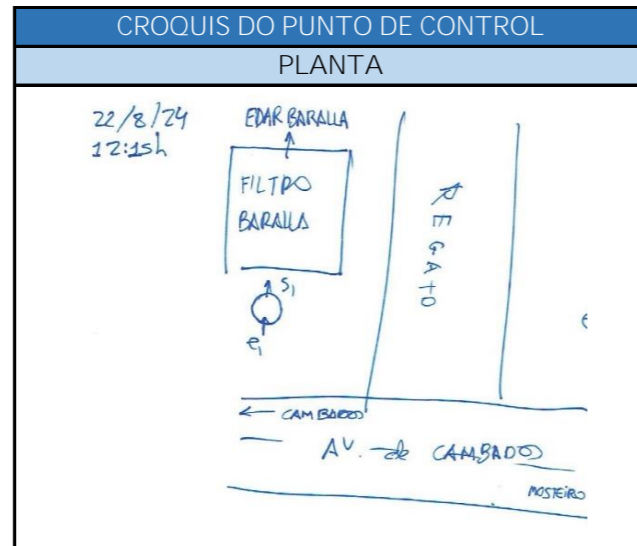 CROQUIS DO PUNTO DE CONTROL
PLANTA
22/8/24
12:15h
EDAR BARALLA
FILTRO
BARALLA
REGATO
S1
e1
← CAMBADOS
AV. de CAMBADOS
MOSTEIRO